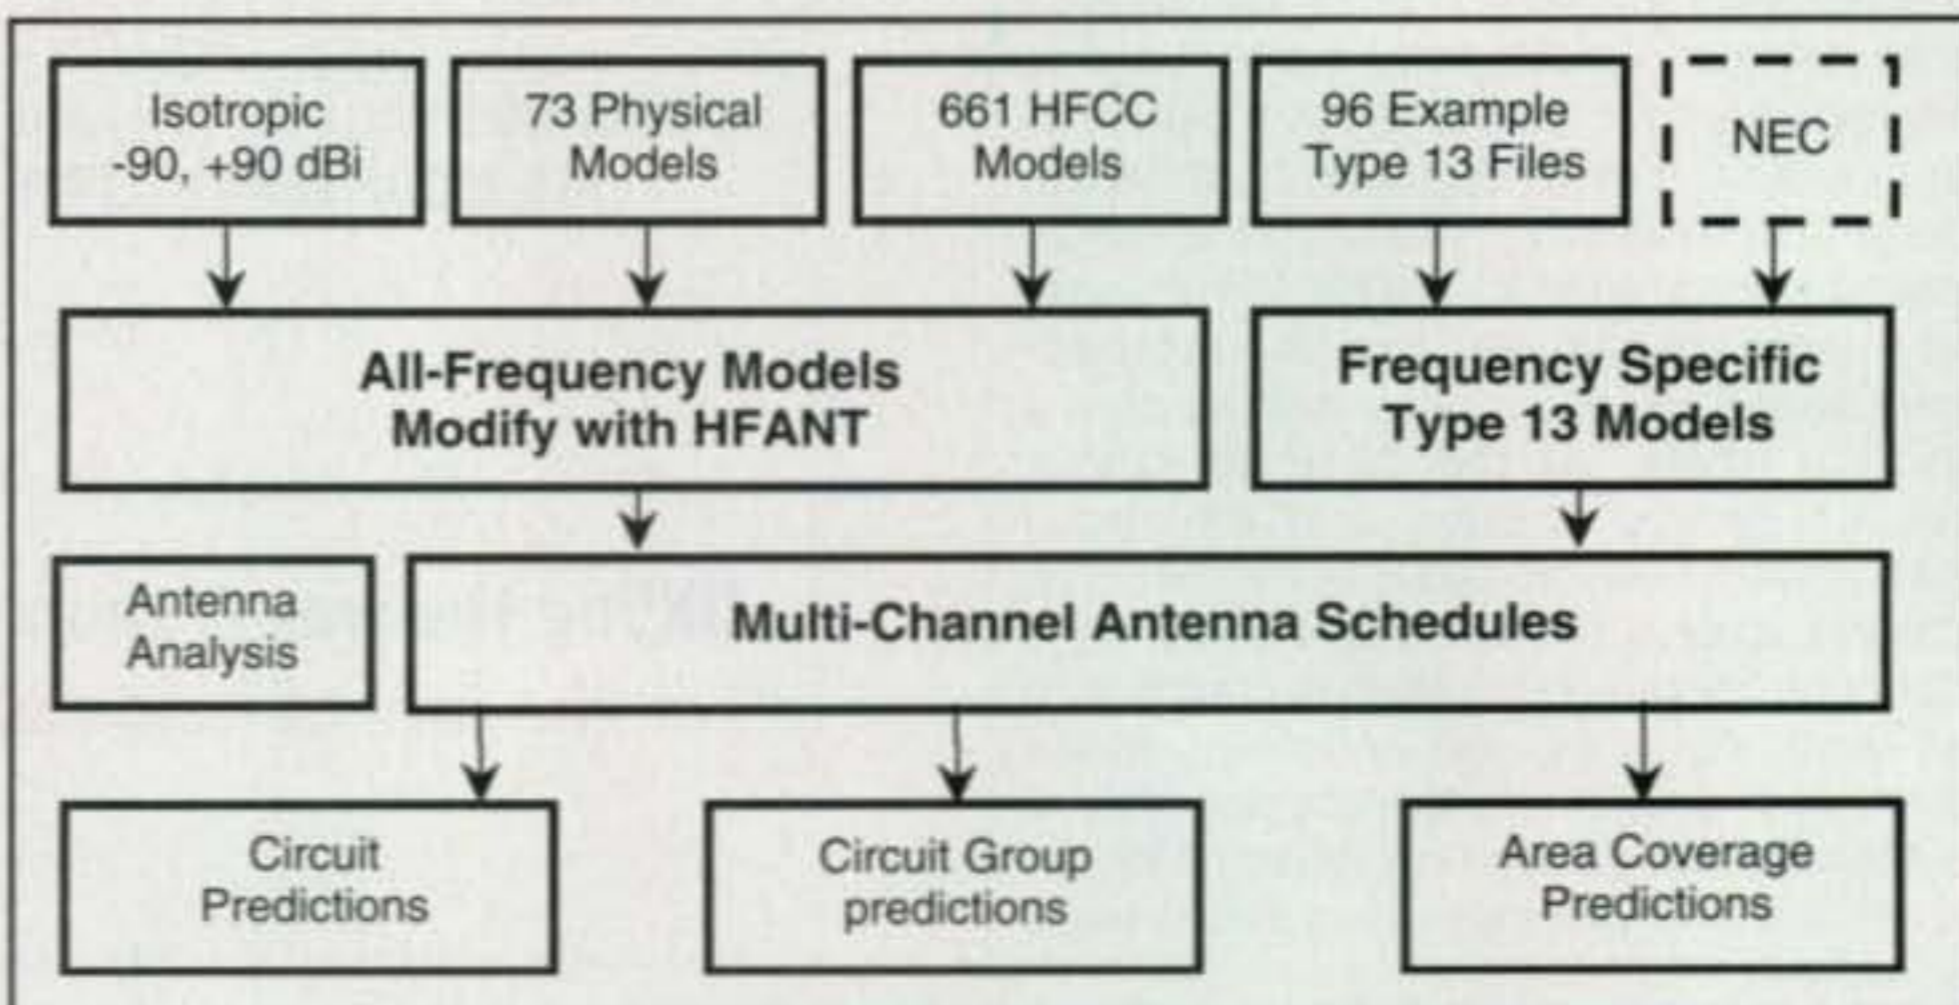 Isotropic
-90, +90 dBi
73 Physical
Models
661 HFCC
Models
96 Example
Type 13 Files
NEC
All-Frequency Models
Modify with HFANT
Frequency Specific
Type 13 Models
Antenna
Analysis
Multi-Channel Antenna Schedules
Circuit
Predictions
Circuit Group
predictions
Area Coverage
Predictions